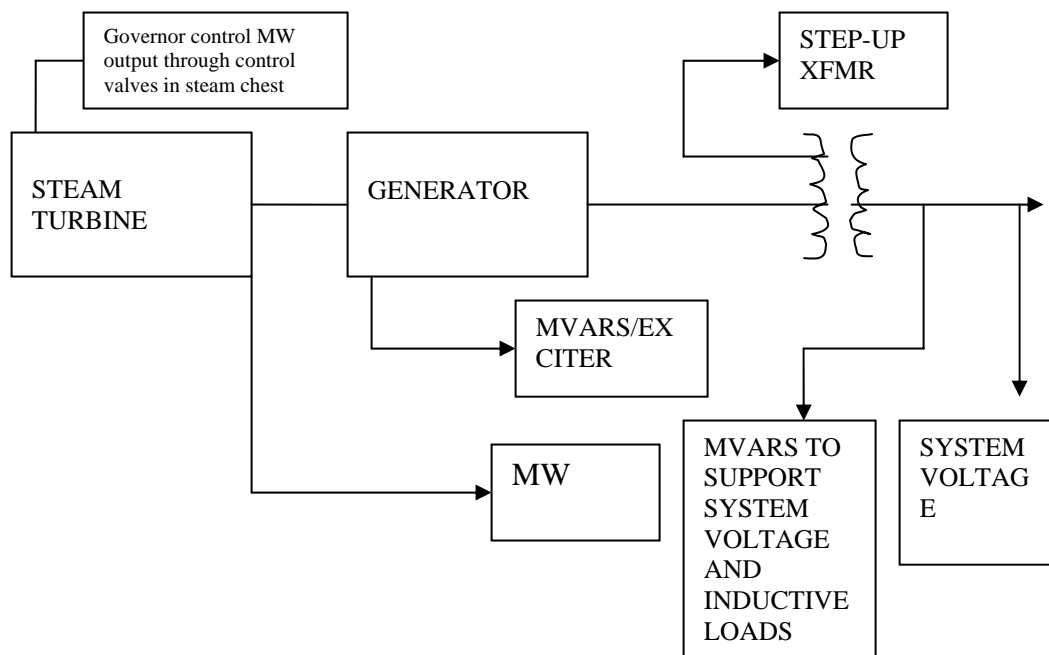 Governor control MW
output through control
valves in steam chest
STEP-UP
XFMR
STEAM
TURBINE
GENERATOR
MVARS/EX
CITER
MW
MVARS TO
SUPPORT
SYSTEM
VOLTAGE
AND
INDUCTIVE
LOADS
SYSTEM
VOLTAG
E